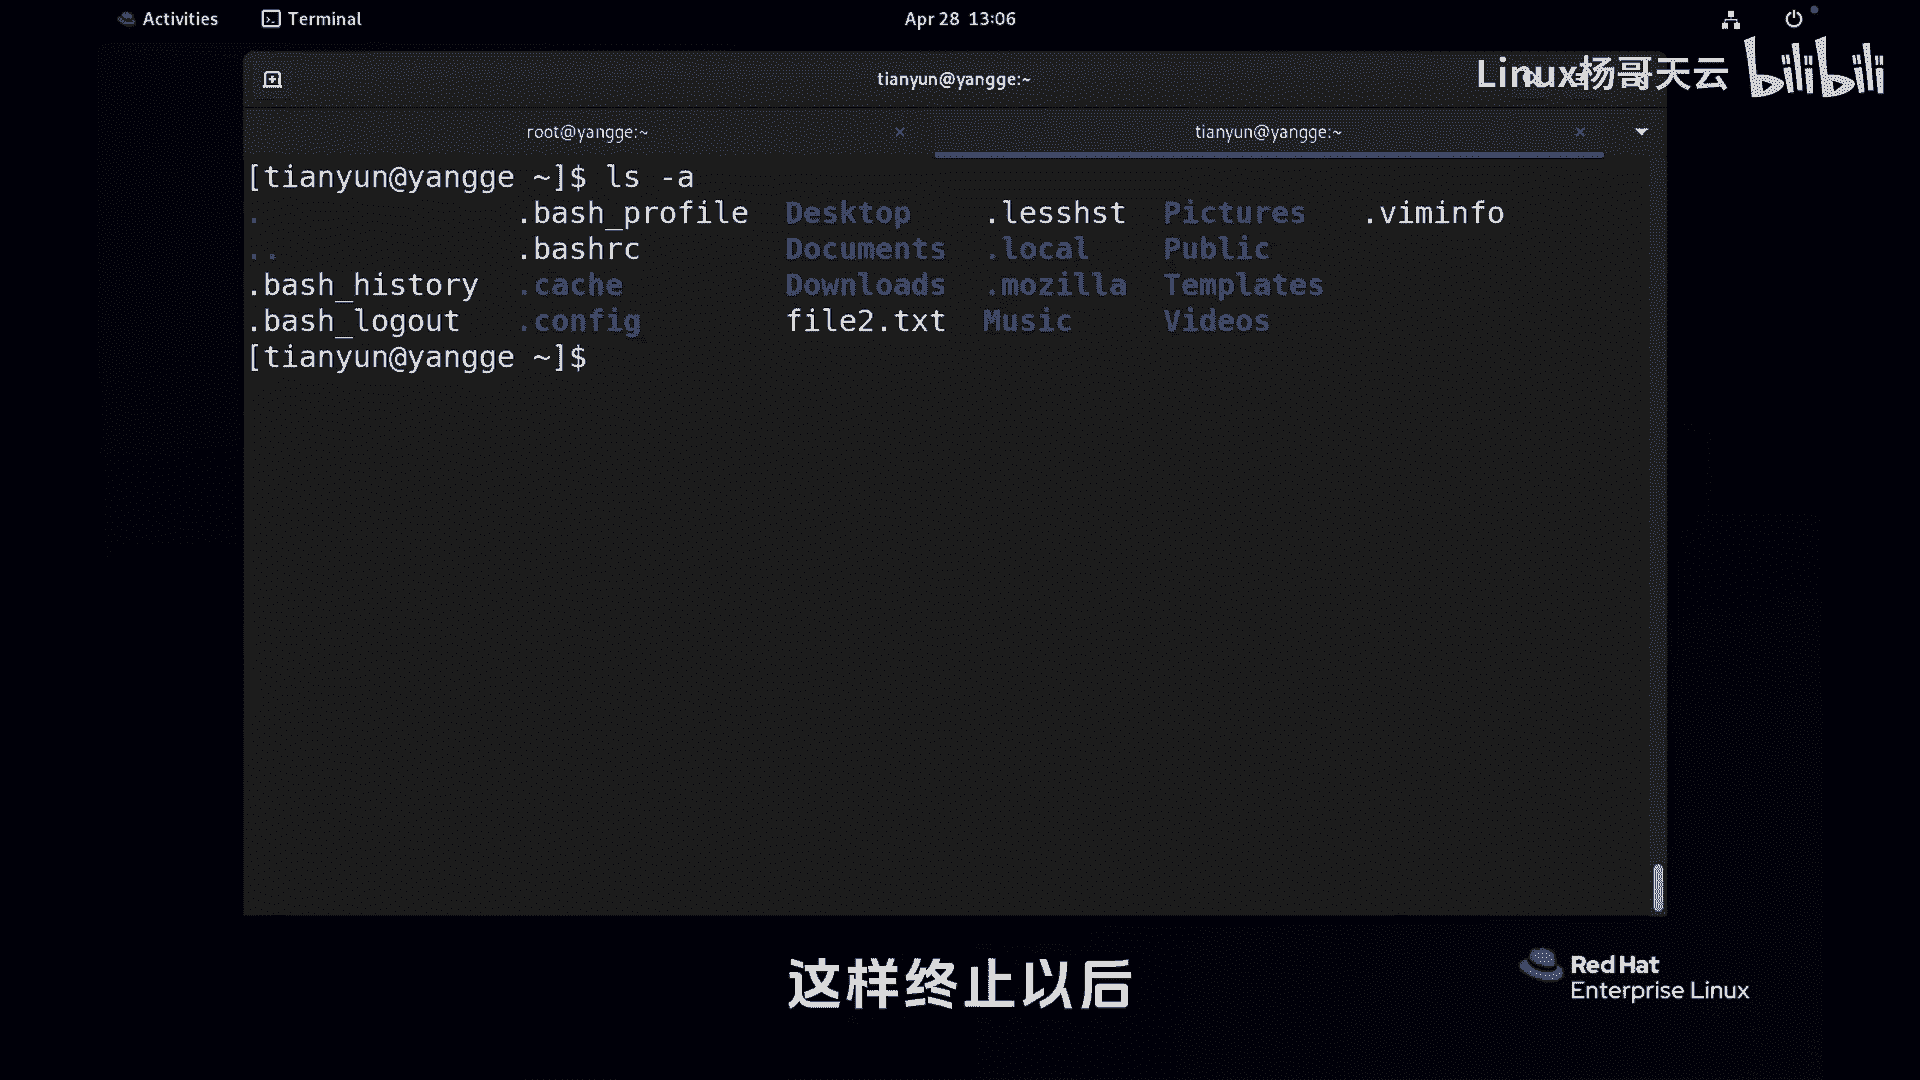 Activities Terminal Apr 28 13:06
tianyun@yangge:~
Linux杨哥天云 bilibili
root@yangge:~ × tianyun@yangge:~ ×
[tianyun@yangge ~]$ ls -a
. .bash_profile Desktop .lesshst Pictures .viminfo
.. .bashrc Documents .local Public
.bash_history .cache Downloads .mozilla Templates
.bash_logout .config file2.txt Music Videos
[tianyun@yangge ~]$
这样终止以后
Red Hat
Enterprise Linux